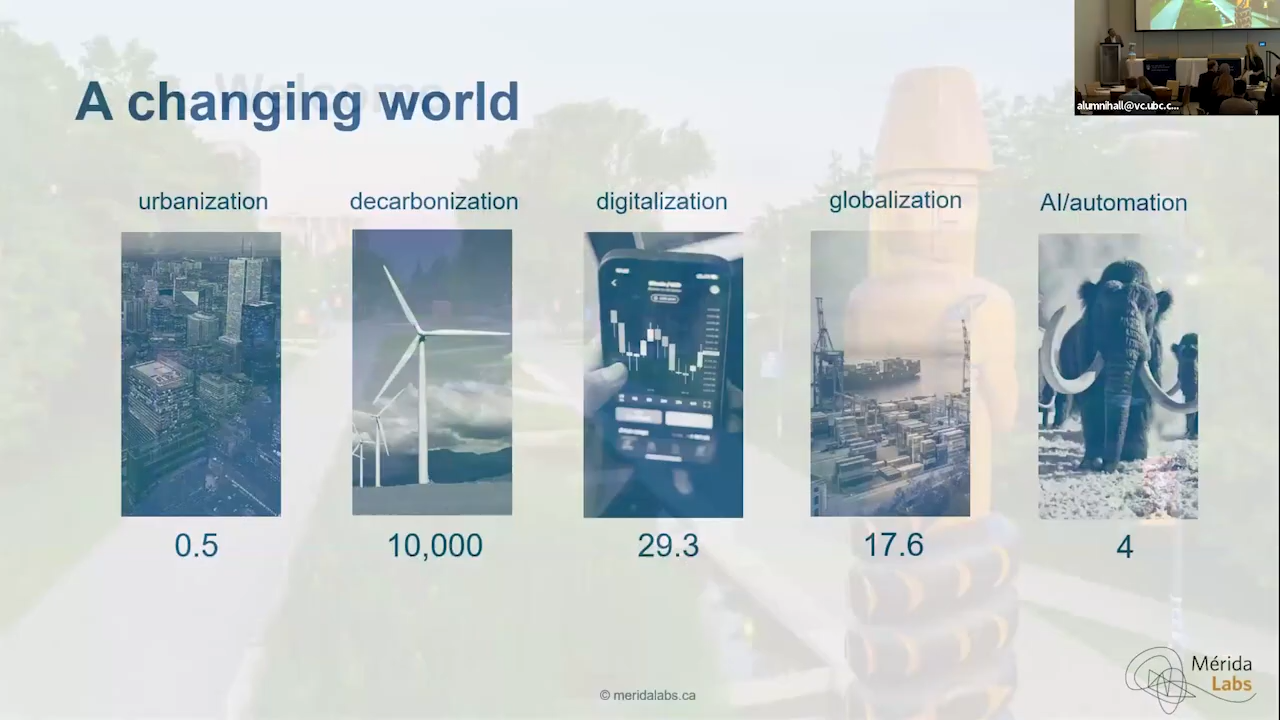 A changing world
alumnihall@vc.ubc.c...
urbanization
decarbonization
digitalization
globalization
AI/automation
0.5
10,000
29.3
17.6
4
© meridalabs.ca
Mérida
Labs